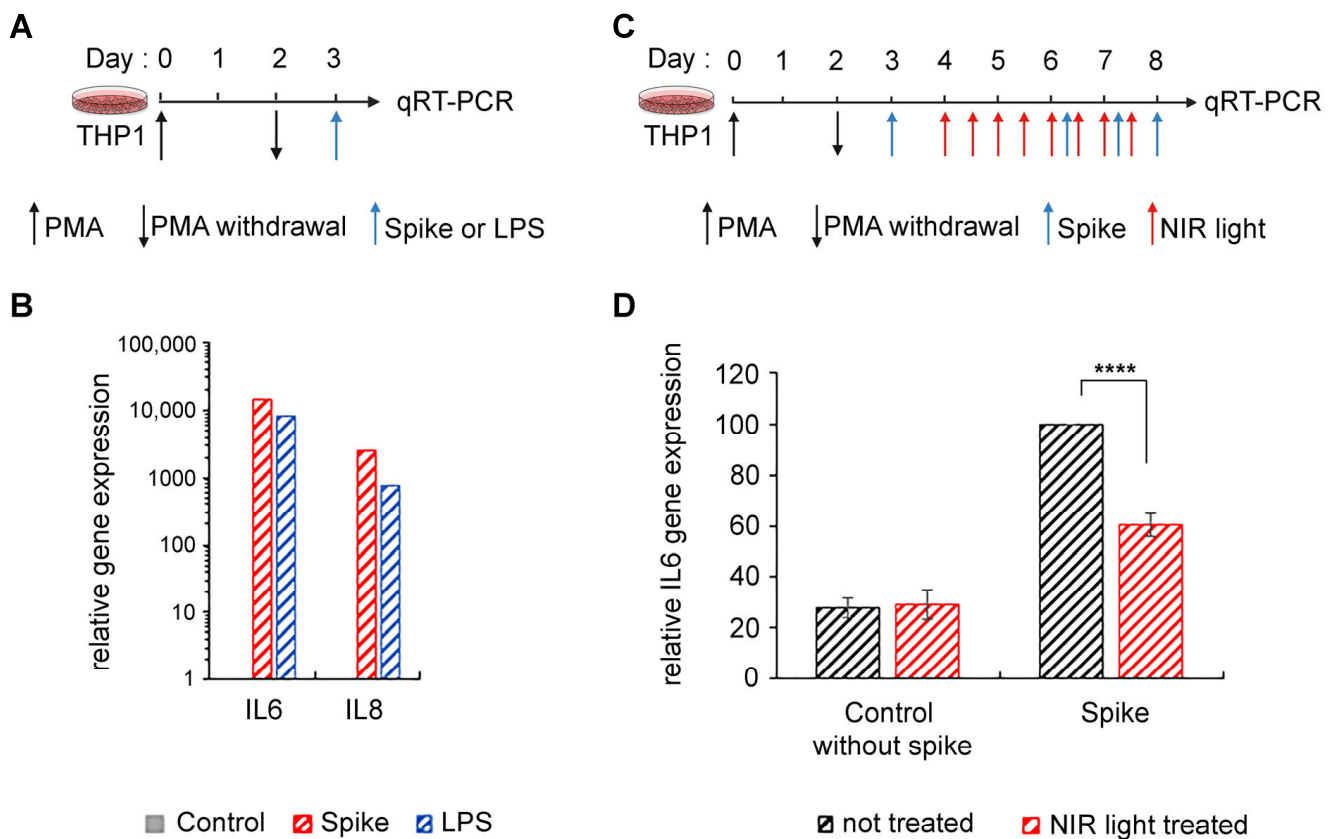 A
Day : 0 1 2 3
qRT-PCR
THP1
PMA PMA withdrawal Spike or LPS
B
relative gene expression
100,000
10,000
1000
100
10
1
IL6 IL8
Control Spike LPS
C
Day : 0 1 2 3 4 5 6 7 8
qRT-PCR
THP1
PMA PMA withdrawal Spike NIR light
D
relative IL6 gene expression
120
100
80
60
40
20
0
****
Control
without spike
Spike
not treated NIR light treated